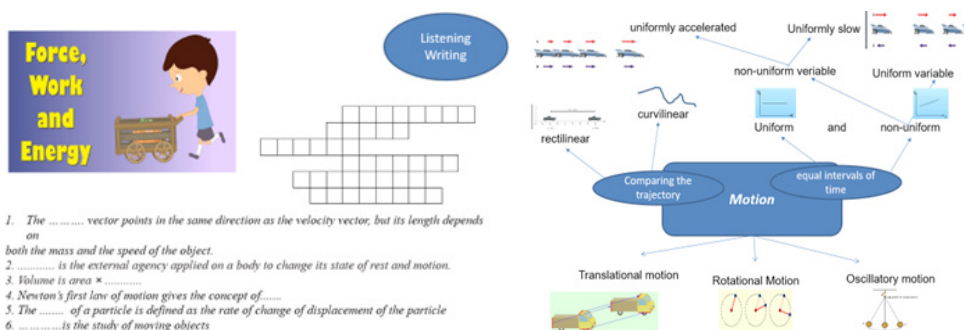 Force,
Work
and
Energy
Listening
Writing
1. The .......... vector points in the same direction as the velocity vector, but its length depends
on
both the mass and the speed of the object.
2. ............ is the external agency applied on a body to change its state of rest and motion.
3. Volume is area × ............
4. Newton's first law of motion gives the concept of.......
5. The ........ of a particle is defined as the rate of change of displacement of the particle
6. .............is the study of moving objects
uniformly accelerated
Uniformly slow
non-uniform veriable
Uniform variable
curvilinear
rectilinear
Uniform and non-uniform
Comparing the
trajectory
Motion
equal intervals of
time
Translational motion
Rotational Motion
Oscillatory motion